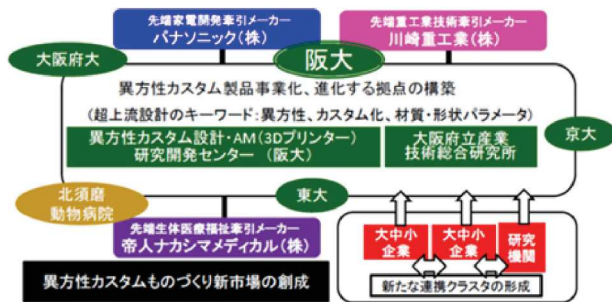 先端家電開発牽引メーカー
パナソニック(株)
先端重工業技術牽引メーカー
川崎重工業(株)
大阪府大
阪大
異方性カスタム製品事業化、進化する拠点の構築
(超上流設計のキーワード:異方性、カスタム化、材質・形状パラメータ)
異方性カスタム設計・AM(3Dプリンター)
研究開発センター (阪大)
大阪府立産業
技術総合研究所
京大
北須磨
動物病院
東大
先端生体医療福祉牽引メーカー
帝人ナカシマメディカル(株)
大中小
企業
大中小
企業
研究
機関
新たな連携クラスタの形成
異方性カスタムものづくり新市場の創成